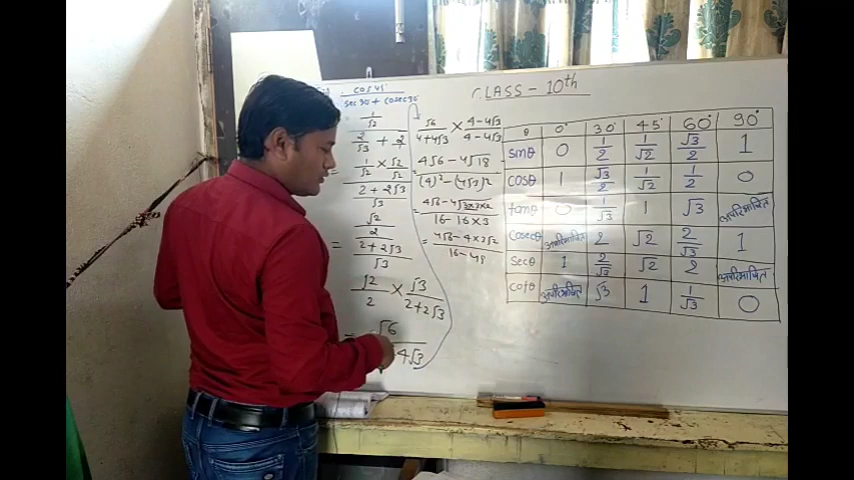 CLASS - 10th
cos 45°
sec 30° + cosec 30°
1/√2
2/√3 + 2
= 1/√2 × √2/√2
2 + 2√3
√3
= √2/2
2 + 2√3
√3
√2/2 × √3/(2 + 2√3)
= √6
4√3
√6/(4+4√3) × (4-4√3)/(4-4√3)
= (4√6 - 4√18)/((4)² - (4√3)²)
= (4√6 - 4√3×3×2)/(16 - 16×3)
= (4√6 - 4×3√2)/(16 - 48)
θ 0° 30° 45° 60° 90°
sinθ 0 1/2 1/√2 √3/2 1
cosθ 1 √3/2 1/√2 1/2 0
tanθ 0 1/√3 1 √3 अपरिभाषित
cosecθ अपरिभाषित 2 √2 2/√3 1
secθ 1 2/√3 √2 2 अपरिभाषित
cotθ अपरिभाषित √3 1 1/√3 0